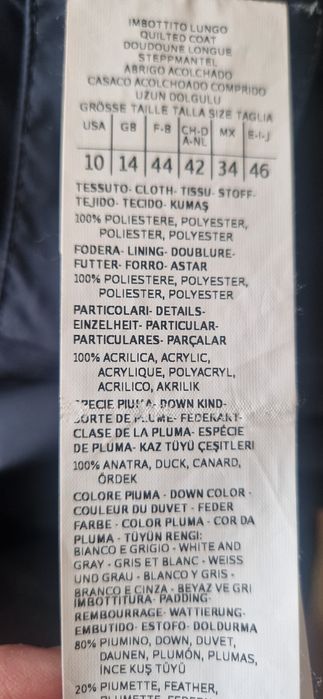 IMBOTTITO LUNGO
QUILTED COAT
DOUDOUNE LONGUE
STEPPMANTEL
ABRIGO ACOLCHADO
CASACO ACOLCHOADO COMPRIDO
UZUN DOLGULU
GRÖSSE TAILLE TALLA SIZE TAGLIA
USA GB F-B CH-D A-NL MX E-I-J
10 14 44 42 34 46
TESSUTO- CLOTH- TISSU- STOFF-
TEJIDO- TECIDO- KUMAŞ
100% POLIESTERE, POLYESTER,
POLIESTER, POLYESTER
FODERA- LINING- DOUBLURE-
FUTTER- FORRO- ASTAR
100% POLIESTERE, POLYESTER,
POLIESTER, POLYESTER
PARTICOLARI- DETAILS-
EINZELHEIT- PARTICULAR-
PARTICULARES- PARÇALAR
100% ACRILICA, ACRYLIC,
ACRYLIQUE, POLYACRYL,
ACRILICO, AKRILIK
SPECIE PIUMA- DOWN KIND-
SORTE DE PLUME- FEDERART-
CLASE DE LA PLUMA- ESPÉCIE
DE PLUMA- KAZ TÜYÜ ÇEŞITLERI
100% ANATRA, DUCK, CANARD,
ÖRDEK
COLORE PIUMA - DOWN COLOR -
COULEUR DU DUVET - FEDER
FARBE - COLOR PLUMA - COR DA
PLUMA - TÜYÜN RENGI:
BIANCO E GRIGIO - WHITE AND
GRAY - GRIS ET BLANC - WEISS
UND GRAU - BLANCO Y GRIS -
BRANCO E CINZA - BEYAZ VE GRI
IMBOTTITURA- PADDING-
REMBOURRAGE- WATTIERUNG-
EMBUTIDO- ESTOFO- DOLDURMA
80% PIUMINO, DOWN, DUVET,
DAUNEN, PLUMÓN, PLUMAS,
İNCE KUŞ TÜYÜ
20% PIUMETTE, FEATHER,